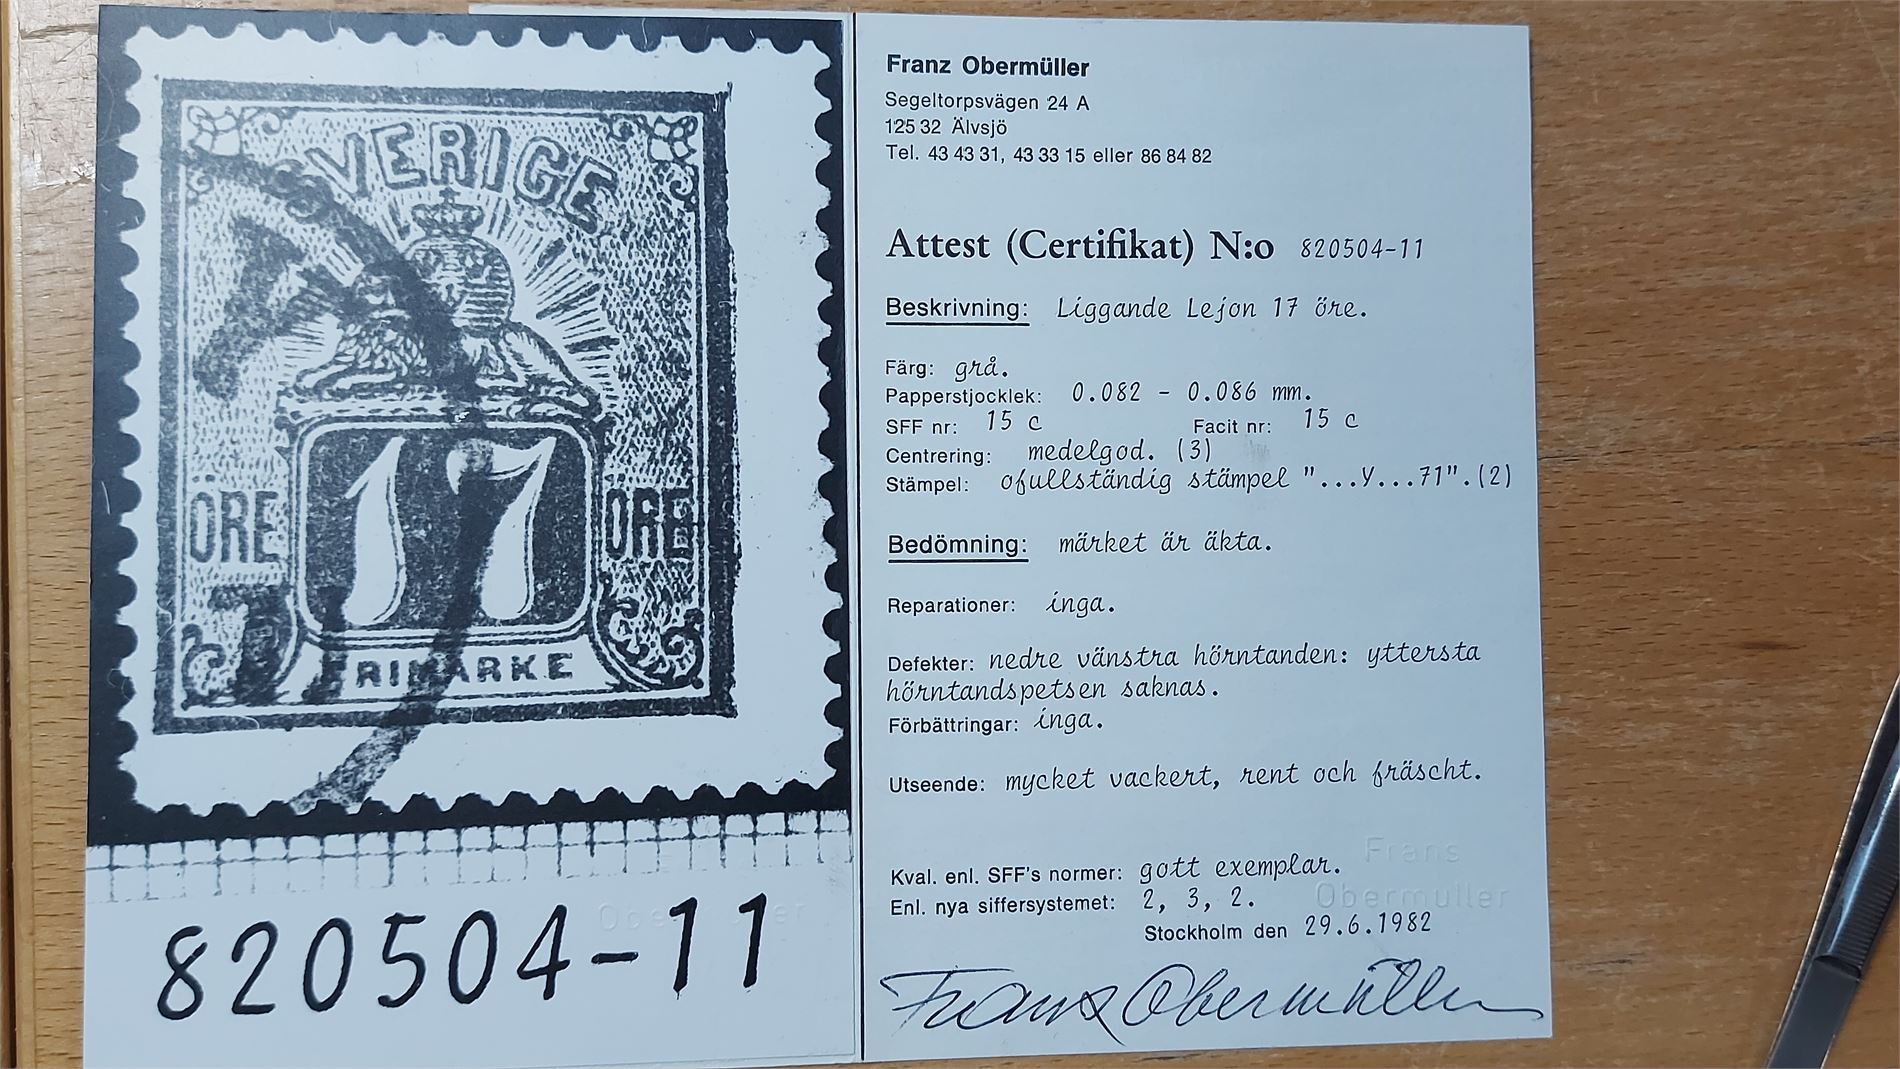 SVERIGE
17
ÖRE ÖRE
FRIMÄRKE
820504-11
Franz Obermüller
Segeltorpsvägen 24 A
125 32 Älvsjö
Tel. 43 43 31, 43 33 15 eller 86 84 82
Attest (Certifikat) N:o 820504-11
Beskrivning: Liggande Lejon 17 öre.
Färg: grå.
Papperstjocklek: 0.082 - 0.086 mm.
SFF nr: 15 c Facit nr: 15 c
Centrering: medelgod. (3)
Stämpel: ofullständig stämpel "...Y...71".(2)
Bedömning: märket är äkta.
Reparationer: inga.
Defekter: nedre vänstra hörntanden: yttersta
hörntandspetsen saknas.
Förbättringar: inga.
Utseende: mycket vackert, rent och fräscht.
Kval. enl. SFF's normer: gott exemplar.
Enl. nya siffersystemet: 2, 3, 2.
Stockholm den 29.6.1982
Frans
Obermüller
Franz Obermüller